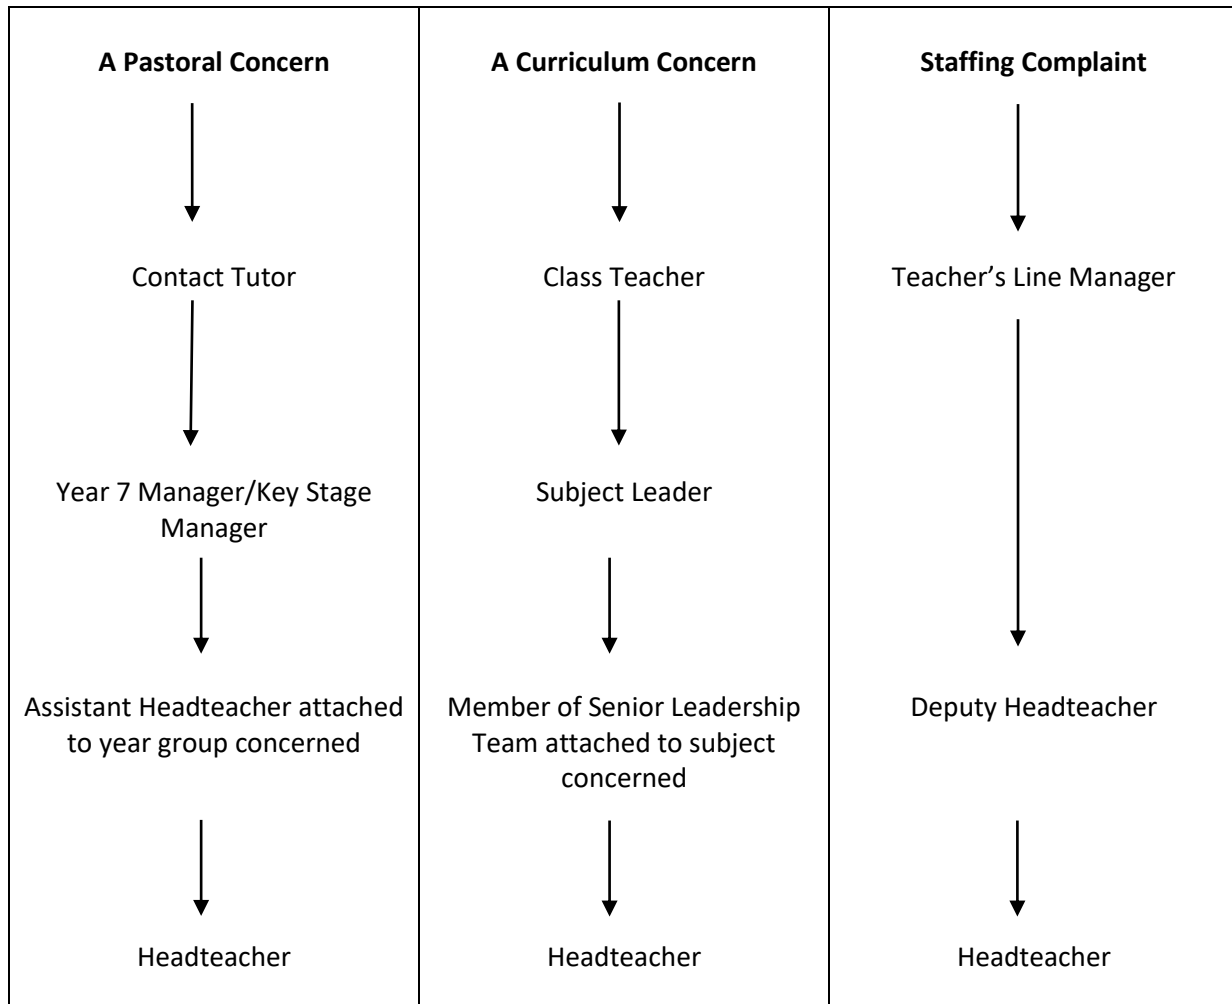 A Pastoral Concern
Contact Tutor
Year 7 Manager/Key Stage
Manager
Assistant Headteacher attached
to year group concerned
Headteacher
A Curriculum Concern
Class Teacher
Subject Leader
Member of Senior Leadership
Team attached to subject
concerned
Headteacher
Staffing Complaint
Teacher’s Line Manager
Deputy Headteacher
Headteacher